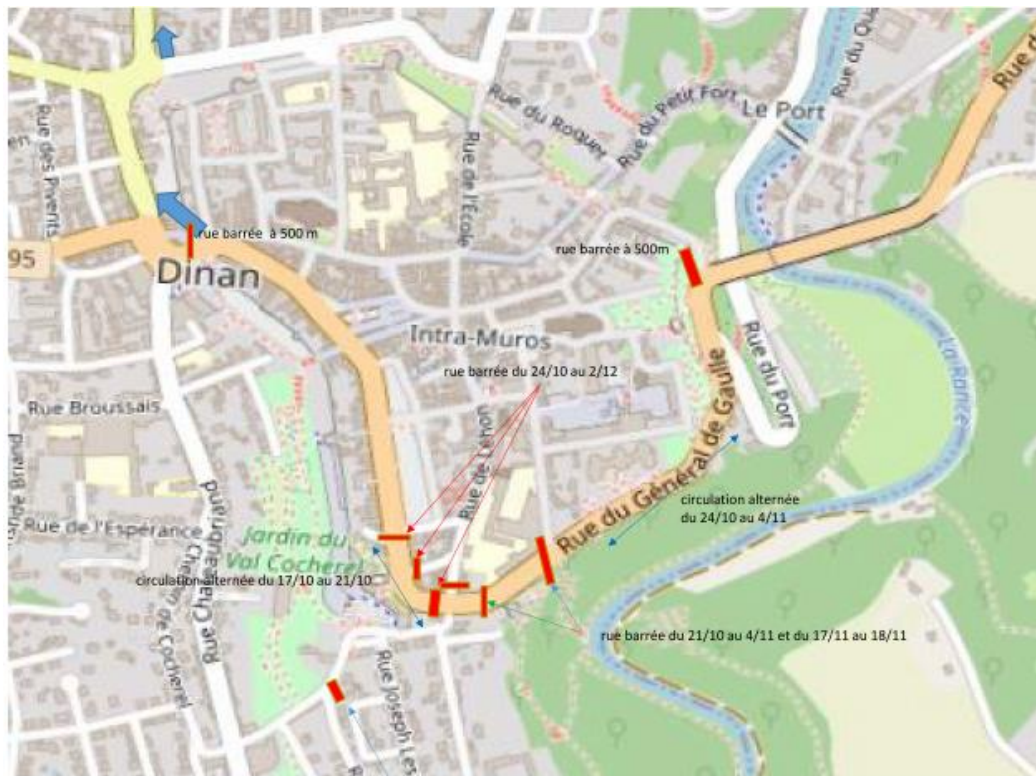 Rue des Pivents
Rue de l'École
Rue du Roquer
Rue du Petit Fort
Le Port
Rue du Qua
Rue d
rue barrée à 500 m
95
Dinan
rue barrée à 500m
Intra-Muros
rue barrée du 24/10 au 2/12
Rue du Port
La Rance
Rue Broussais
Rue de Léhon
Rue du Général de Gaulle
circulation alternée
du 24/10 au 4/11
Rue de l'Espérance
Rue Chateaubriand
Jardin du
Val Cocherel
circulation alternée du 17/10 au 21/10
rue barrée du 21/10 au 4/11 et du 17/11 au 18/11
Chemin de Cocherel
Rue Joseph Les